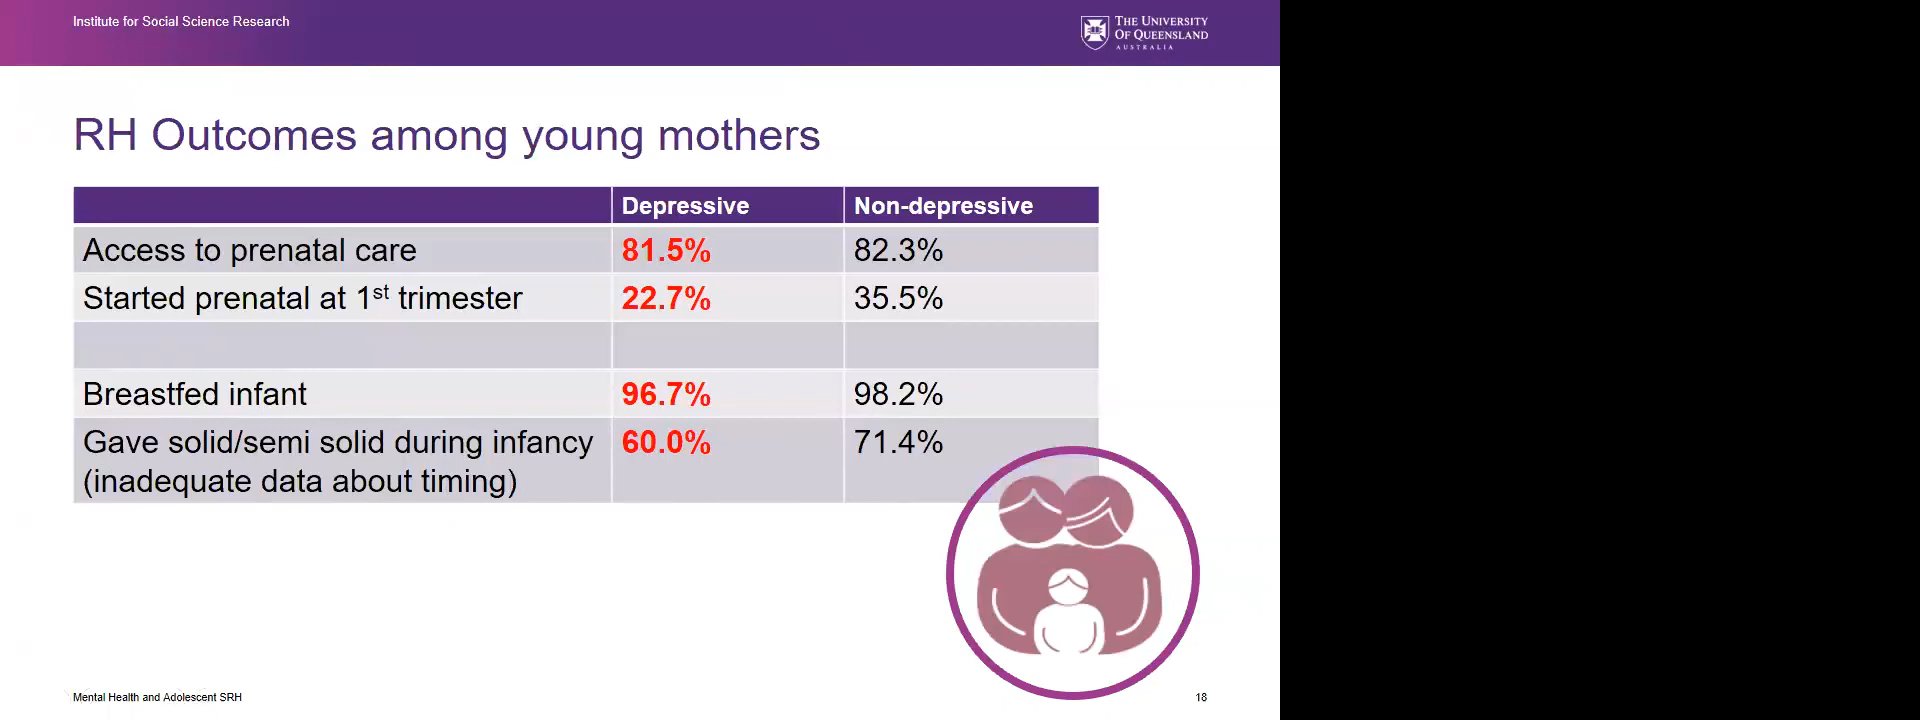 Institute for Social Science Research
THE UNIVERSITY
OF QUEENSLAND
AUSTRALIA
RH Outcomes among young mothers
Depressive Non-depressive
Access to prenatal care 81.5% 82.3%
Started prenatal at 1st trimester 22.7% 35.5%
Breastfed infant 96.7% 98.2%
Gave solid/semi solid during infancy 60.0% 71.4%
(inadequate data about timing)
Mental Health and Adolescent SRH 18